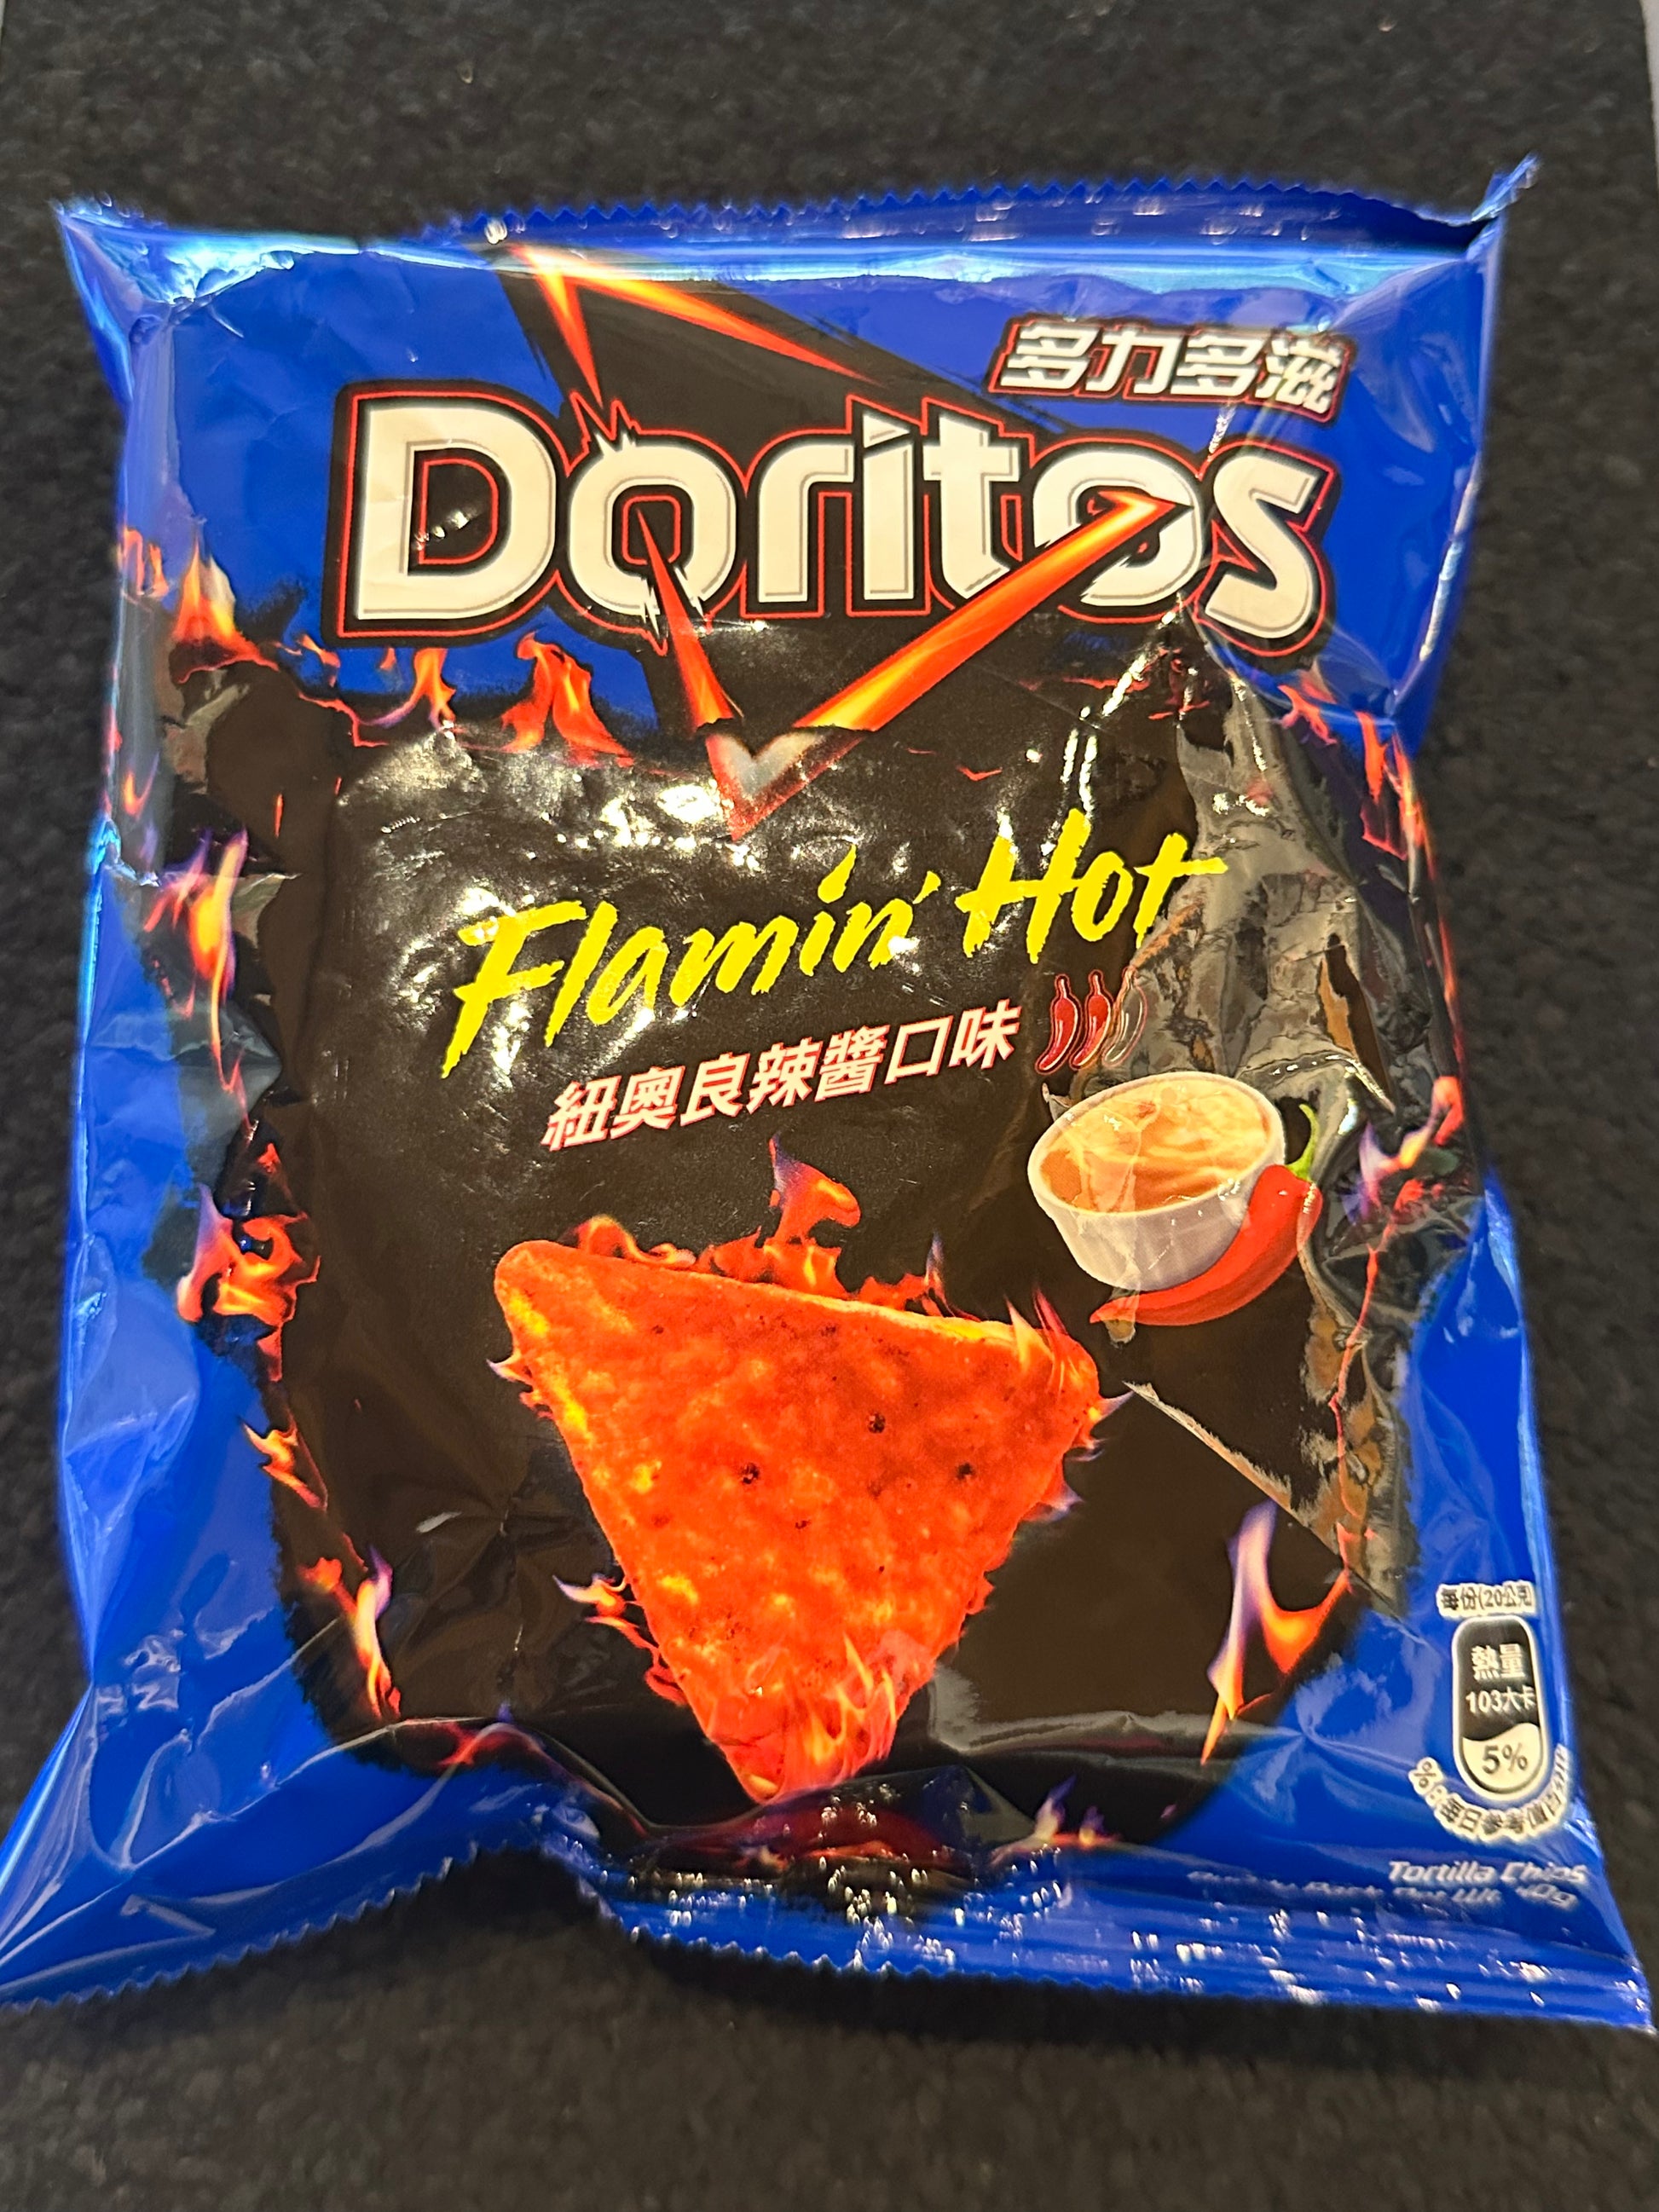 多力多滋
Doritos
Flamin' Hot
紐奧良辣醬口味
每份(20公克)
熱量
103大卡
5%
Tortilla Chips